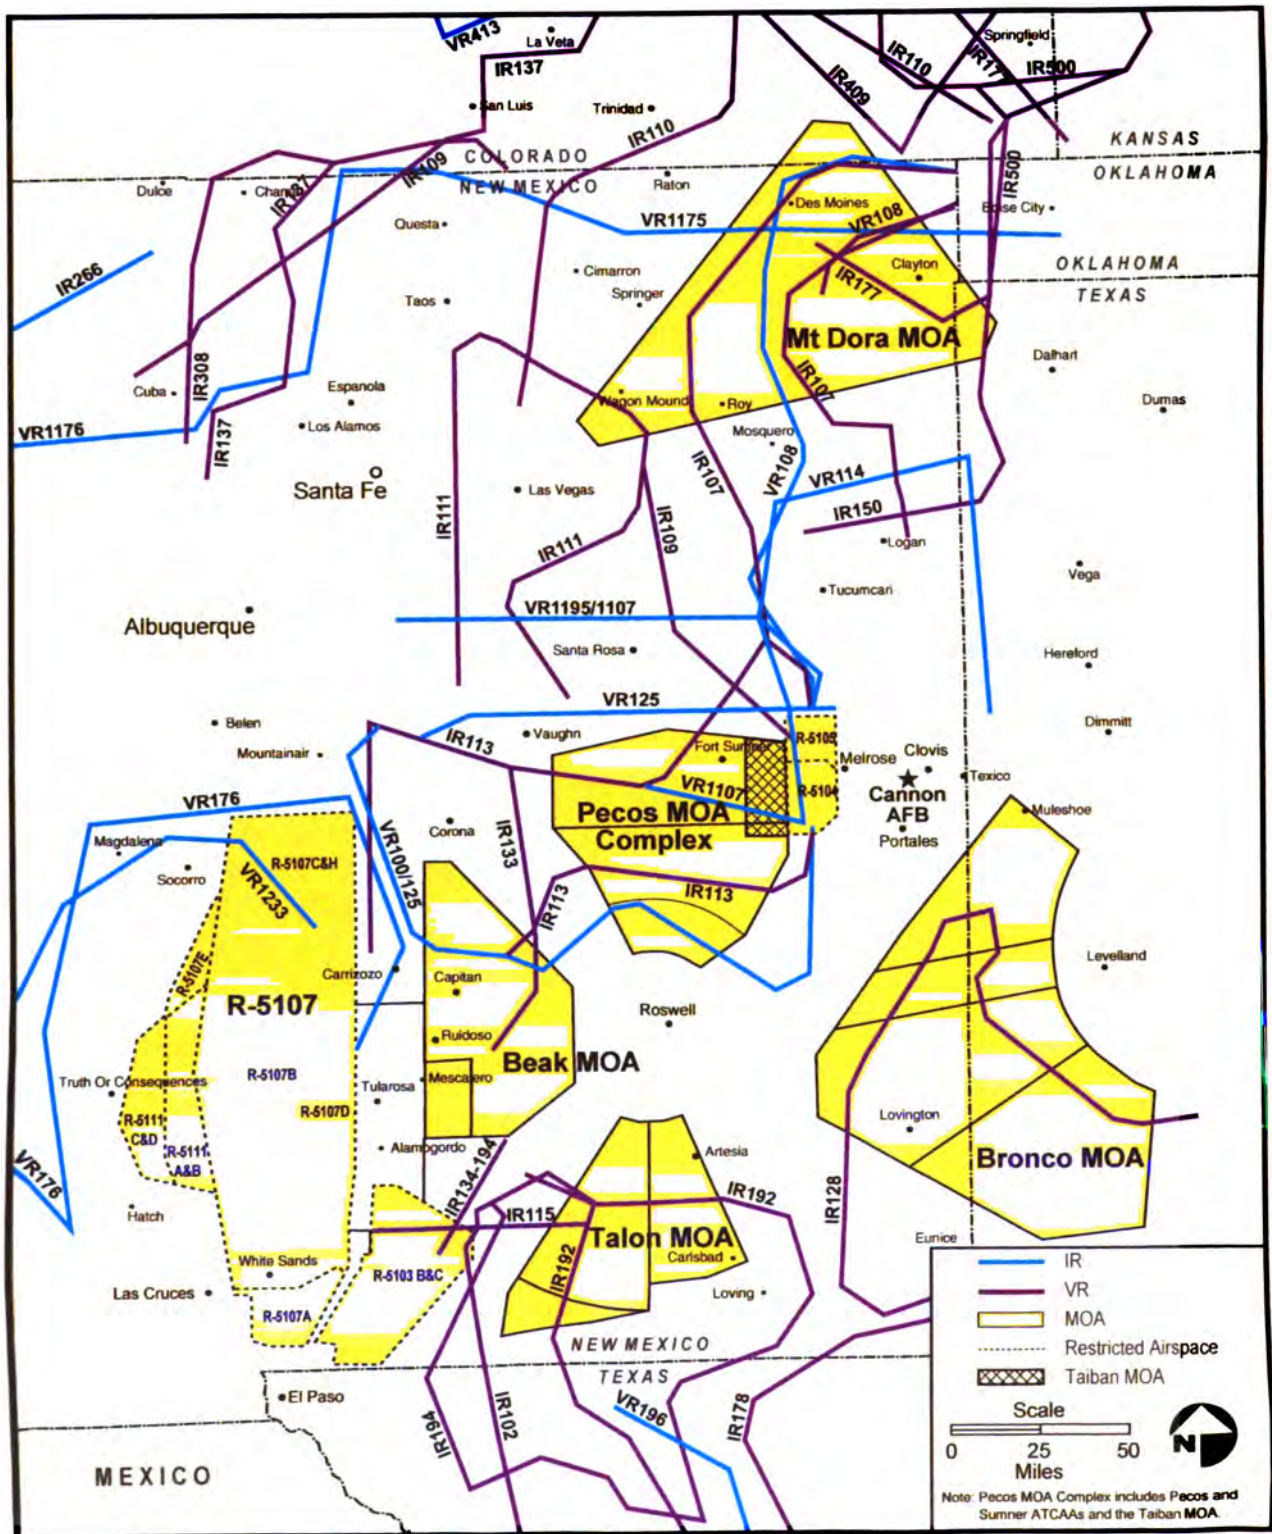 VR413
La Veta
IR137
IR409
IR110
IR17
Springfield
IR500
San Luis
Trinidad
IR110
KANSAS
OKLAHOMA
COLORADO
NEW MEXICO
IR109
IR137
IR500
Dulce
Raton
Des Moines
Boise City
Questa
VR1175
VR108
IR266
Cimarron
Clayton
OKLAHOMA
TEXAS
Taos
Springer
IR177
Mt Dora MOA
Dalhart
IR308
Cuba
Espanola
Wagon Mound
Roy
IR107
Dumas
VR1176
Los Alamos
IR137
Mosquero
Santa Fe
Las Vegas
IR111
IR107
VR108
VR114
IR150
IR111
IR109
Logan
Vega
Tucumcari
Albuquerque
VR1195/1107
Santa Rosa
Hereford
VR125
Belen
Mountainair
IR113
Vaughn
Fort Sumner
R-5105
Melrose
Clovis
Dimmitt
Texico
VR1107
R-5104
Cannon
AFB
Portales
Muleshoe
VR176
Magdalena
Socorro
R-5107C&H
VR1233
VR100/125
Corona
IR133
Pecos MOA
Complex
IR113
IR113
R-5107E
Carrizozo
Capitan
Levelland
R-5107
Roswell
Ruidoso
Beak MOA
R-5107B
Truth Or Consequences
Tularosa
Mescalero
R-5107D
R-5111
C&D
R-5111
A&B
Alamogordo
Lovington
Bronco MOA
VR176
Artesia
IR134-194
IR192
IR128
Hatch
IR115
Talon MOA
Eunice
IR192
Carlsbad
White Sands
R-5103 B&C
Las Cruces
R-5107A
Loving
NEW MEXICO
TEXAS
El Paso
IR194
IR102
VR196
IR178
MEXICO
IR
VR
MOA
Restricted Airspace
Taiban MOA
Scale
0 25 50
Miles
N
Note: Pecos MOA Complex includes Pecos and
Sumner ATCAAs and the Taiban MOA.